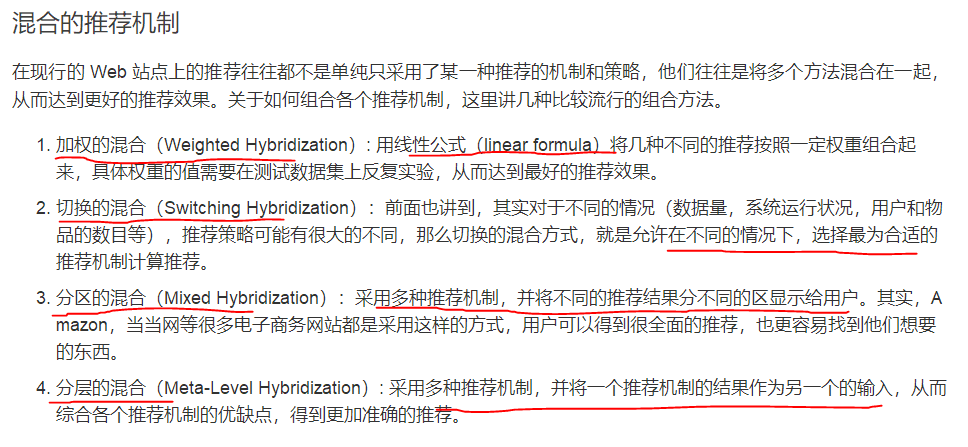 混合的推荐机制
在现行的 Web 站点上的推荐往往都不是单纯只采用了某一种推荐的机制和策略，他们往往是将多个方法混合在一起，
从而达到更好的推荐效果。关于如何组合各个推荐机制，这里讲几种比较流行的组合方法。
1. 加权的混合（Weighted Hybridization）: 用线性公式（linear formula）将几种不同的推荐按照一定权重组合起
来，具体权重的值需要在测试数据集上反复实验，从而达到最好的推荐效果。
2. 切换的混合（Switching Hybridization）：前面也讲到，其实对于不同的情况（数据量，系统运行状况，用户和物
品的数目等），推荐策略可能有很大的不同，那么切换的混合方式，就是允许在不同的情况下，选择最为合适的
推荐机制计算推荐。
3. 分区的混合（Mixed Hybridization）：采用多种推荐机制，并将不同的推荐结果分不同的区显示给用户。其实，A
mazon，当当网等很多电子商务网站都是采用这样的方式，用户可以得到很全面的推荐，也更容易找到他们想要
的东西。
4. 分层的混合（Meta-Level Hybridization）: 采用多种推荐机制，并将一个推荐机制的结果作为另一个的输入，从而
综合各个推荐机制的优缺点，得到更加准确的推荐。